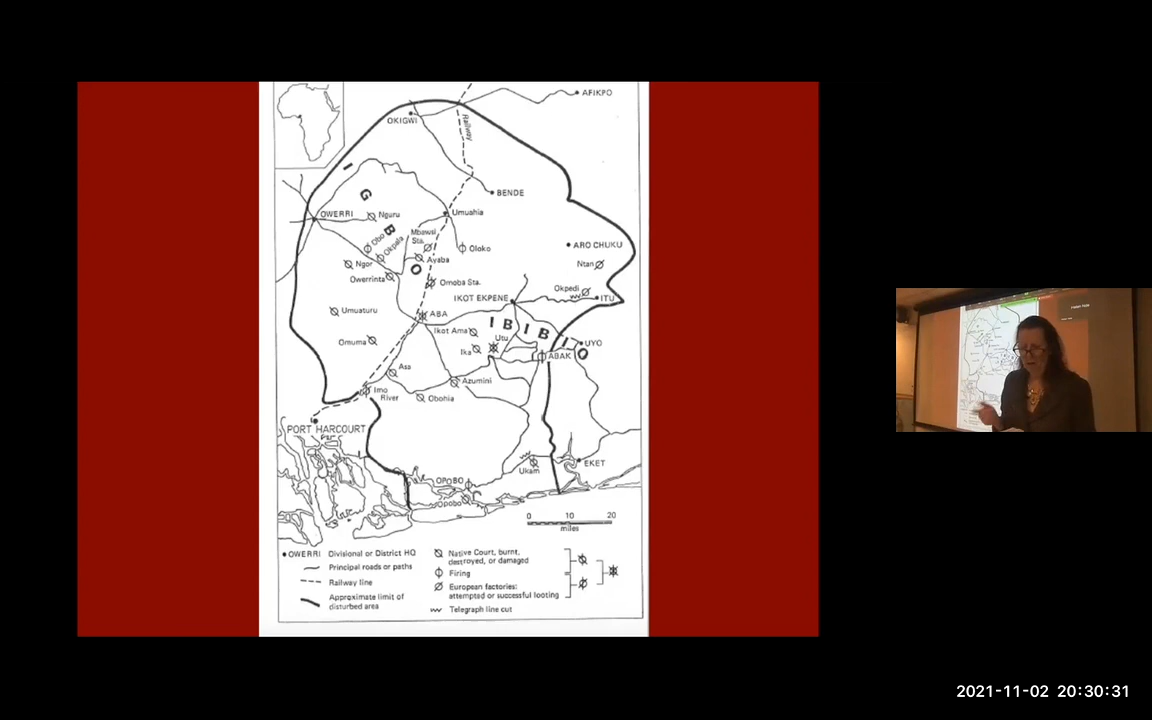 AFIKPO
OKIGWI
Railway
I G B O
BENDE
OWERRI
Nguru
Umuahia
Obo
Okpala
Mbawsi
Sta.
Oloko
ARO CHUKU
Ngor
Ayaba
Ntan
Owerrinta
Omoba Sta.
Okpedi
IKOT EKPENE
ITU
Umuaturu
ABA
IBIBIO
Ikot Ama
Utu
UYO
Omuma
Ika
ABAK
Asa
Azumini
Imo
River
Obohia
PORT HARCOURT
EKET
Ukam
OPOBO
Opobo
0 10 20
miles
OWERRI Divisional or District HQ
Principal roads or paths
Railway line
Approximate limit of
disturbed area
Native Court, burnt,
destroyed, or damaged
Firing
European factories:
attempted or successful looting
Telegraph line cut
2021-11-02 20:30:31